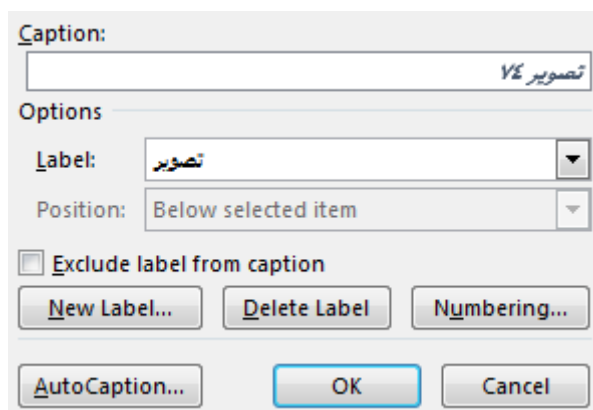 Caption:
تصویر ٧٤
Options
Label: تصویر
Position: Below selected item
Exclude label from caption
New Label... Delete Label Numbering...
AutoCaption... OK Cancel